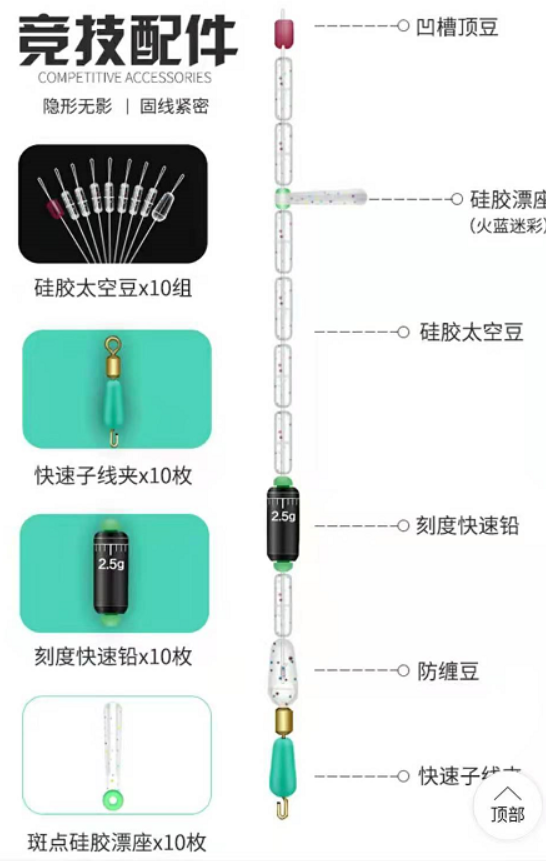 竞技配件
COMPETITIVE ACCESSORIES
隐形无影 | 固线紧密
硅胶太空豆x10组
快速子线夹x10枚
2.5g
刻度快速铅x10枚
斑点硅胶漂座x10枚
凹槽顶豆
硅胶漂座
(火蓝迷彩)
硅胶太空豆
2.5g
刻度快速铅
防缠豆
快速子线
顶部